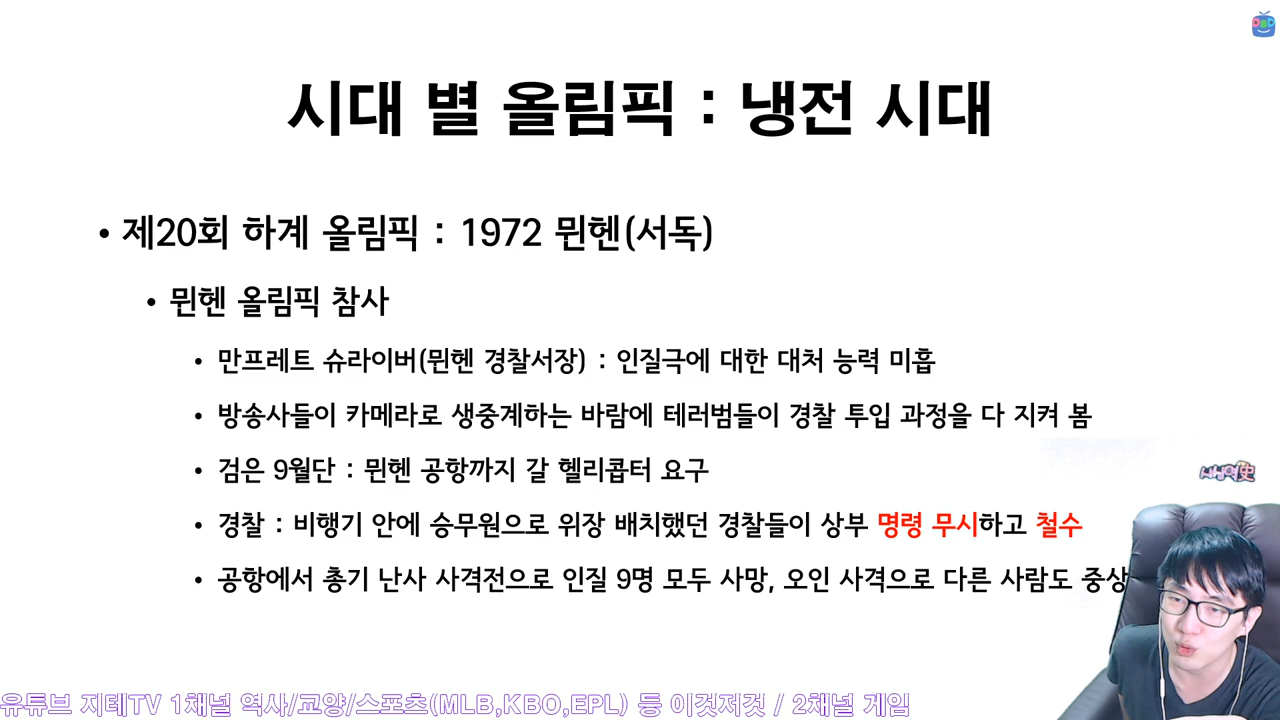 시대 별 올림픽 : 냉전 시대
• 제20회 하계 올림픽 : 1972 뮌헨(서독)
• 뮌헨 올림픽 참사
• 만프레트 슈라이버(뮌헨 경찰서장) : 인질극에 대한 대처 능력 미흡
• 방송사들이 카메라로 생중계하는 바람에 테러범들이 경찰 투입 과정을 다 지켜 봄
• 검은 9월단 : 뮌헨 공항까지 갈 헬리콥터 요구
• 경찰 : 비행기 안에 승무원으로 위장 배치했던 경찰들이 상부 명령 무시하고 철수
• 공항에서 총기 난사 사격전으로 인질 9명 모두 사망, 오인 사격으로 다른 사람도 중상
유튜브 지테TV 1채널 역사/교양/스포츠(MLB,KBO,EPL) 등 이것저것 / 2채널 게임